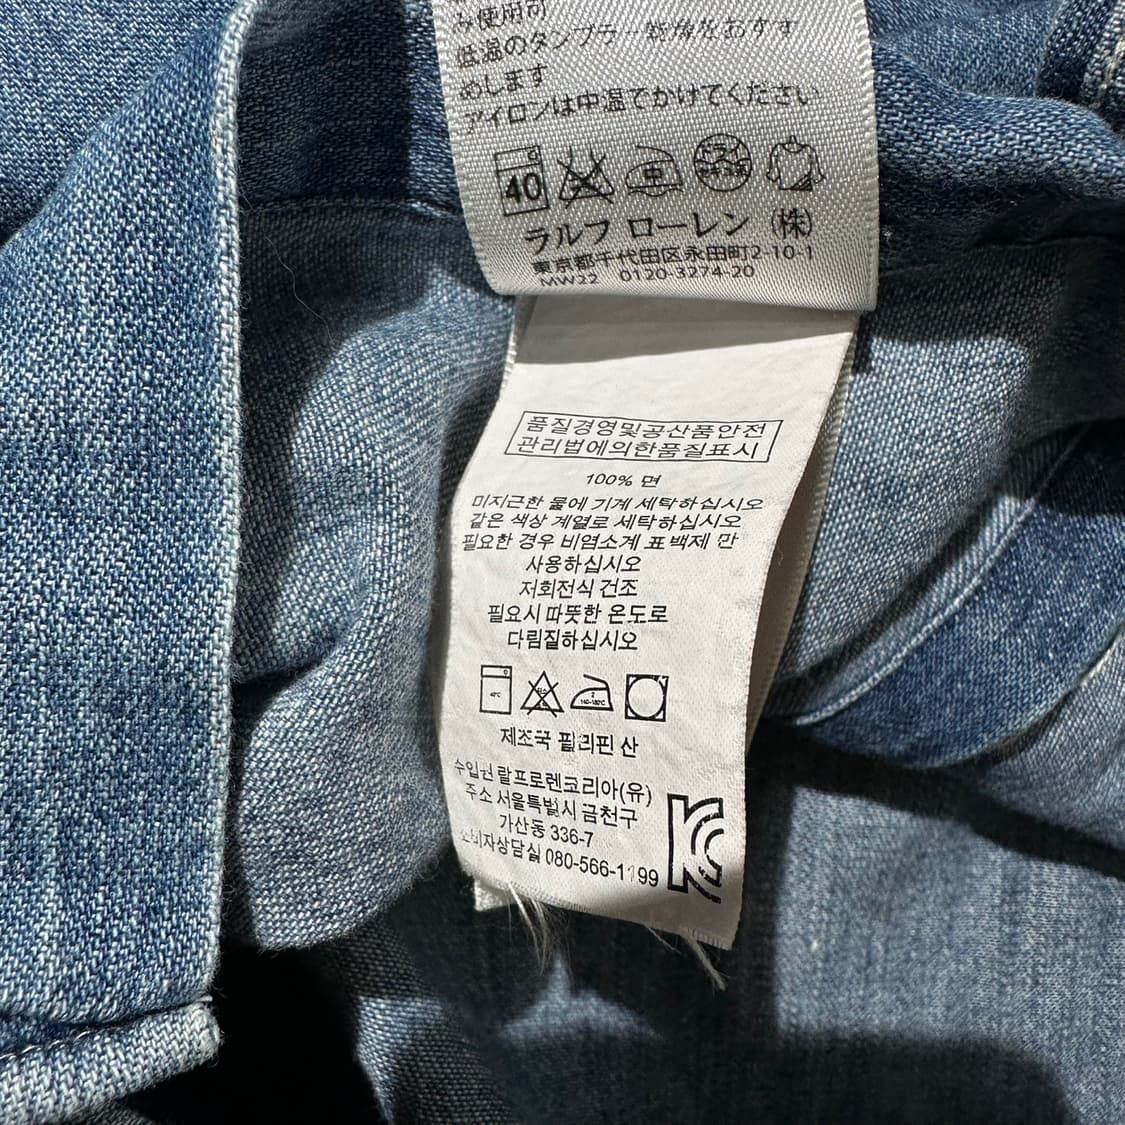 み使用可
低温のタンブラー乾燥をおすす
めします
アイロンは中温でかけてください
40 中
ラルフ ローレン (株)
東京都千代田区永田町2-10-1
MW22 0120-3274-20
품질경영및공산품안전
관리법에의한품질표시
100% 면
미지근한 물에 기계 세탁하십시오
같은 색상 계열로 세탁하십시오
필요한 경우 비염소계 표백제 만
사용하십시오
저회전식 건조
필요시 따뜻한 온도로
다림질하십시오
40°C 2 140-160°C
제조국 필리핀 산
수입원 랄프로렌코리아(유)
주소 서울특별시 금천구
가산동 336-7
소비자상담실 080-566-1199